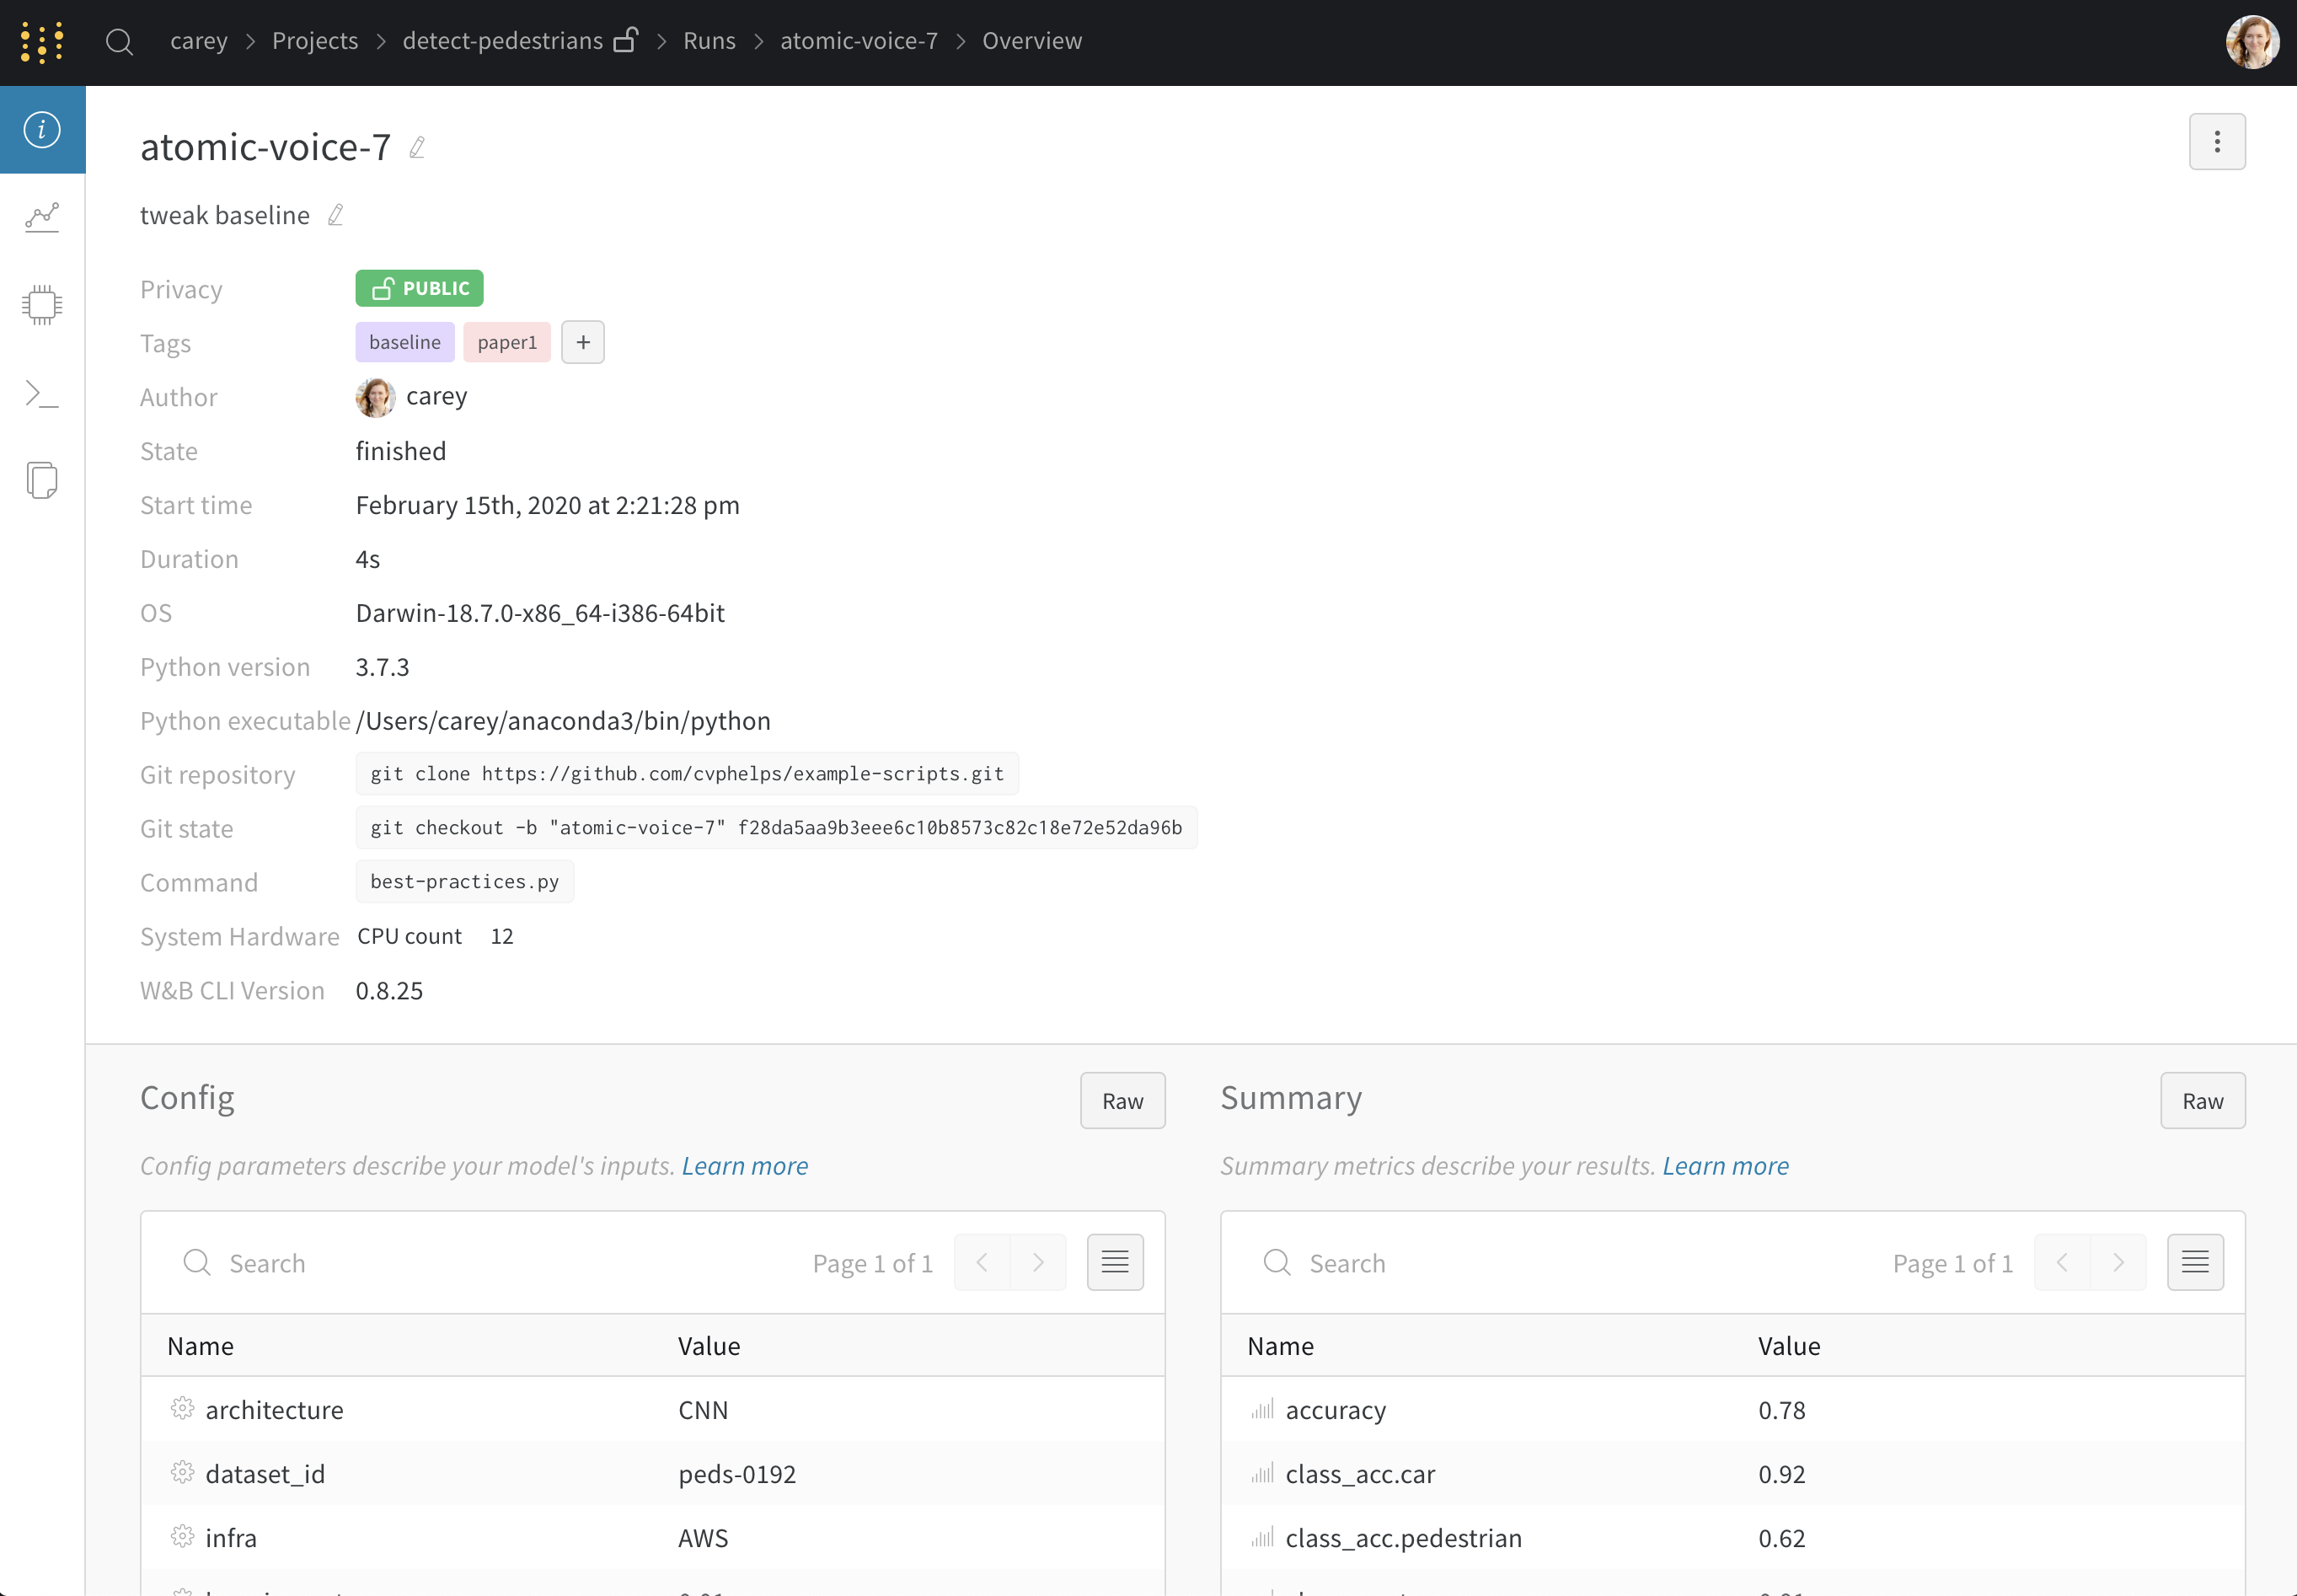 carey > Projects > detect-pedestrians > Runs > atomic-voice-7 > Overview
atomic-voice-7
tweak baseline
Privacy PUBLIC
Tags baseline paper1 +
Author carey
State finished
Start time February 15th, 2020 at 2:21:28 pm
Duration 4s
OS Darwin-18.7.0-x86_64-i386-64bit
Python version 3.7.3
Python executable /Users/carey/anaconda3/bin/python
Git repository git clone https://github.com/cvphelps/example-scripts.git
Git state git checkout -b "atomic-voice-7" f28da5aa9b3eee6c10b8573c82c18e72e52da96b
Command best-practices.py
System Hardware CPU count 12
W&B CLI Version 0.8.25
Config Raw
Config parameters describe your model's inputs. Learn more
Search Page 1 of 1
Name Value
architecture CNN
dataset_id peds-0192
infra AWS
Summary Raw
Summary metrics describe your results. Learn more
Search Page 1 of 1
Name Value
accuracy 0.78
class_acc.car 0.92
class_acc.pedestrian 0.62